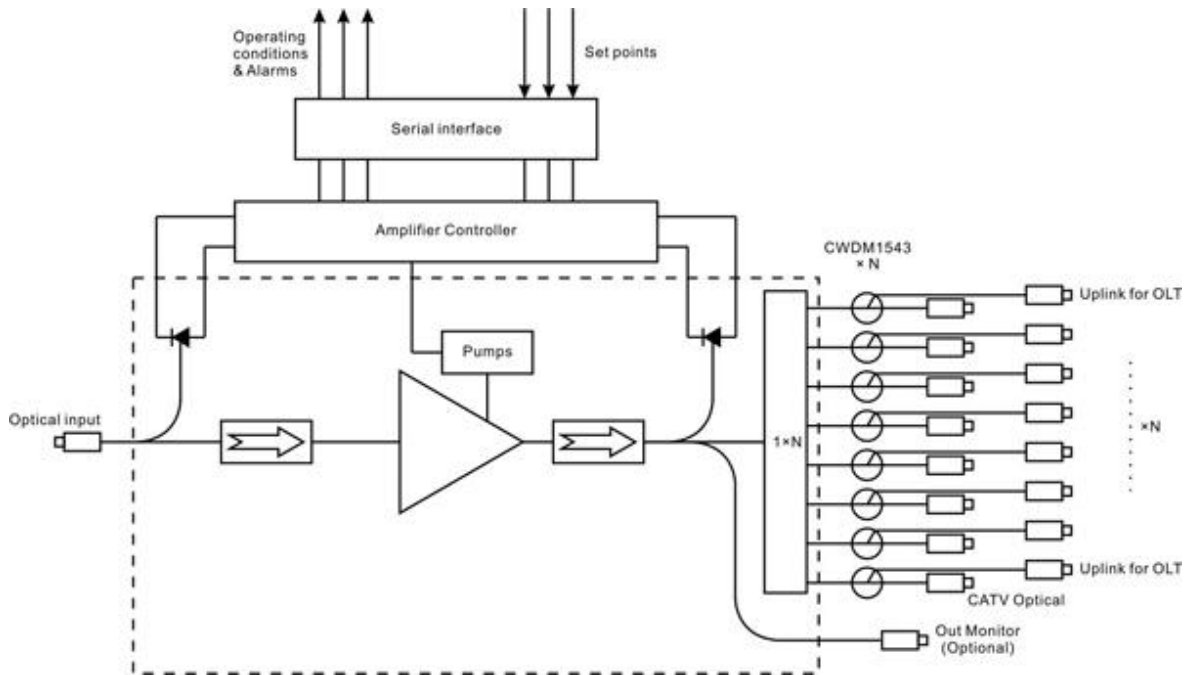 Operating
conditions
& Alarms
Set points
Serial interface
Amplifier Controller
CWDM1543
× N
Uplink for OLT
Pumps
Optical input
1×N
×N
Uplink for OLT
CATV Optical
Out Monitor
(Optional)